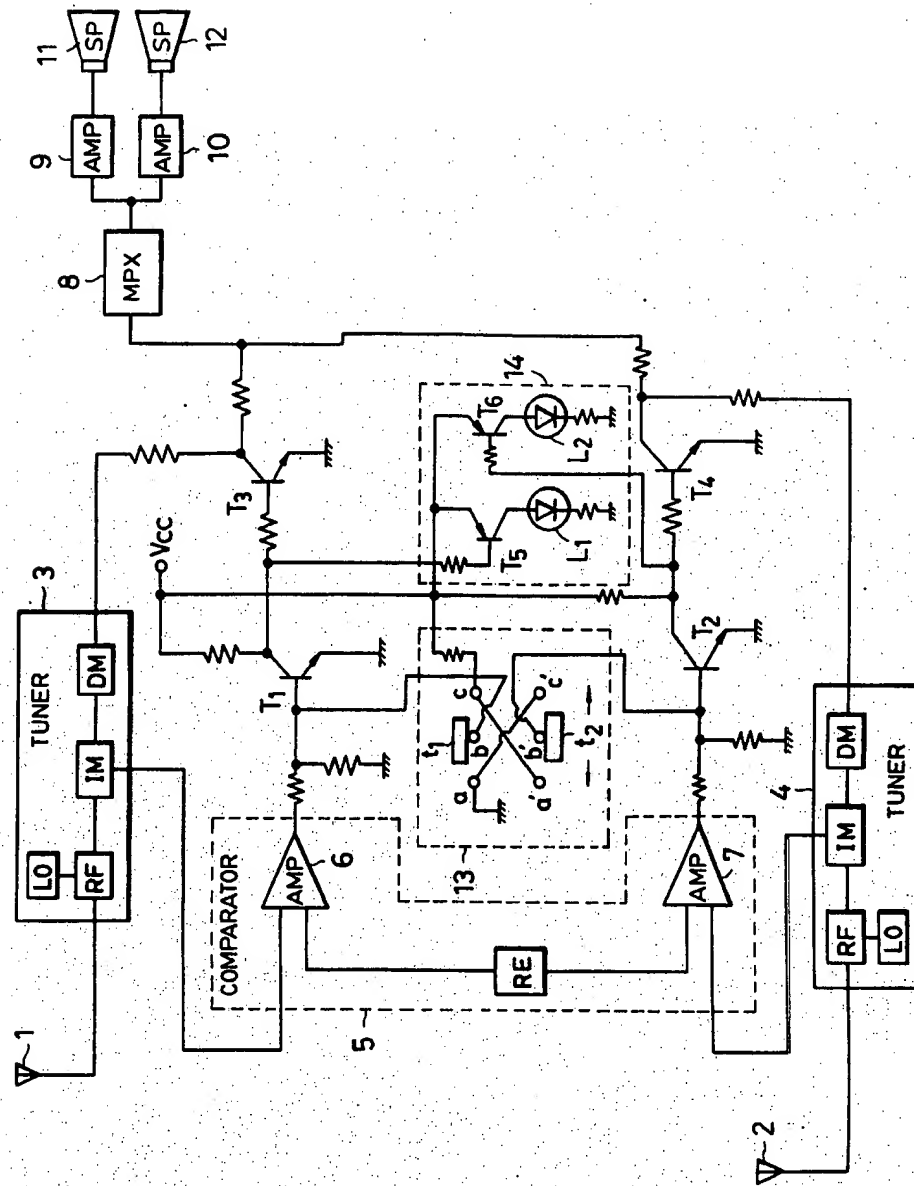 11
SP
12
SP
9
AMP
10
AMP
8
MPX
3
TUNER
LO
RF
IM
DM
Vcc
T3
T1
14
T6
L2
T5
L1
T4
T2
t1
a
b
c
a'
b'
c'
t2
13
COMPARATOR
AMP
6
AMP
7
RE
5
1
2
4
TUNER
RF
LO
IM
DM